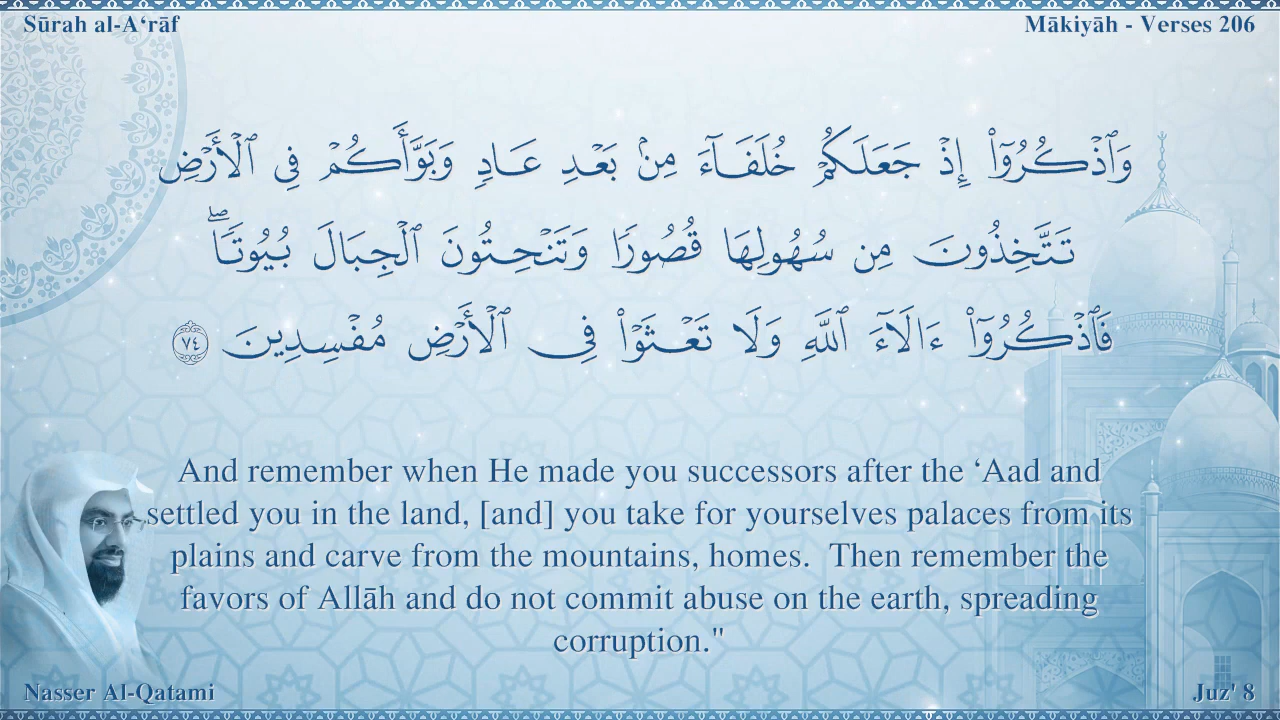 Sūrah al-A‘rāf
Mākiyāh - Verses 206
وَٱذۡكُرُوٓاْ إِذۡ جَعَلَكُمۡ خُلَفَآءَ مِنۢ بَعۡدِ عَادٖ وَبَوَّأَكُمۡ فِي ٱلۡأَرۡضِ
تَتَّخِذُونَ مِن سُهُولِهَا قُصُورٗا وَتَنۡحِتُونَ ٱلۡجِبَالَ بُيُوتٗاۖ
فَٱذۡكُرُوٓاْ ءَالَآءَ ٱللَّهِ وَلَا تَعۡثَوۡاْ فِي ٱلۡأَرۡضِ مُفۡسِدِينَ ٧٤
And remember when He made you successors after the ‘Aad and
settled you in the land, [and] you take for yourselves palaces from its
plains and carve from the mountains, homes.  Then remember the
favors of Allāh and do not commit abuse on the earth, spreading
corruption."
Nasser Al-Qatami
Juz' 8